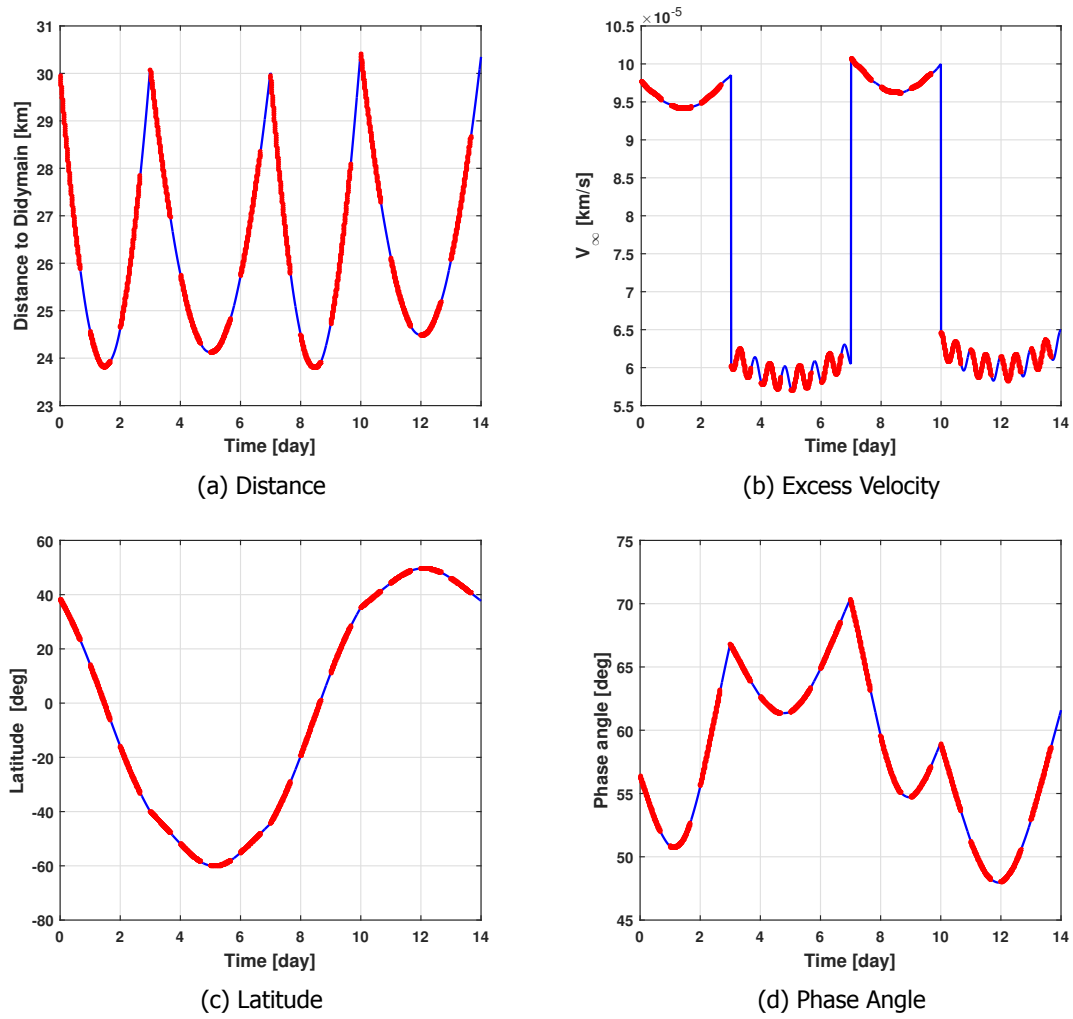 31
30
29
28
27
26
25
24
23
0 2 4 6 8 10 12 14
Distance to Didymain [km]
Time [day]
(a) Distance
×10⁻⁵
10.5
10
9.5
9
8.5
8
7.5
7
6.5
6
5.5
0 2 4 6 8 10 12 14
V∞ [km/s]
Time [day]
(b) Excess Velocity
60
40
20
0
-20
-40
-60
-80
0 2 4 6 8 10 12 14
Latitude [deg]
Time [day]
(c) Latitude
75
70
65
60
55
50
45
0 2 4 6 8 10 12 14
Phase angle [deg]
Time [day]
(d) Phase Angle